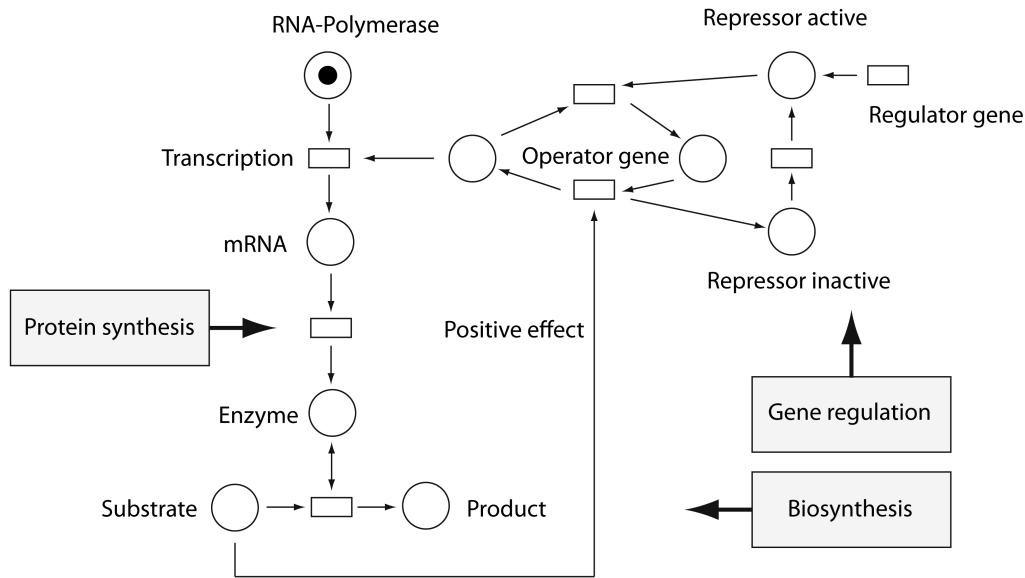 Repressor active
RNA-Polymerase
Regulator gene
Transcription
Operator gene
mRNA
Repressor inactive
Protein synthesis
Positive effect
Enzyme
Gene regulation
Substrate
Product
Biosynthesis